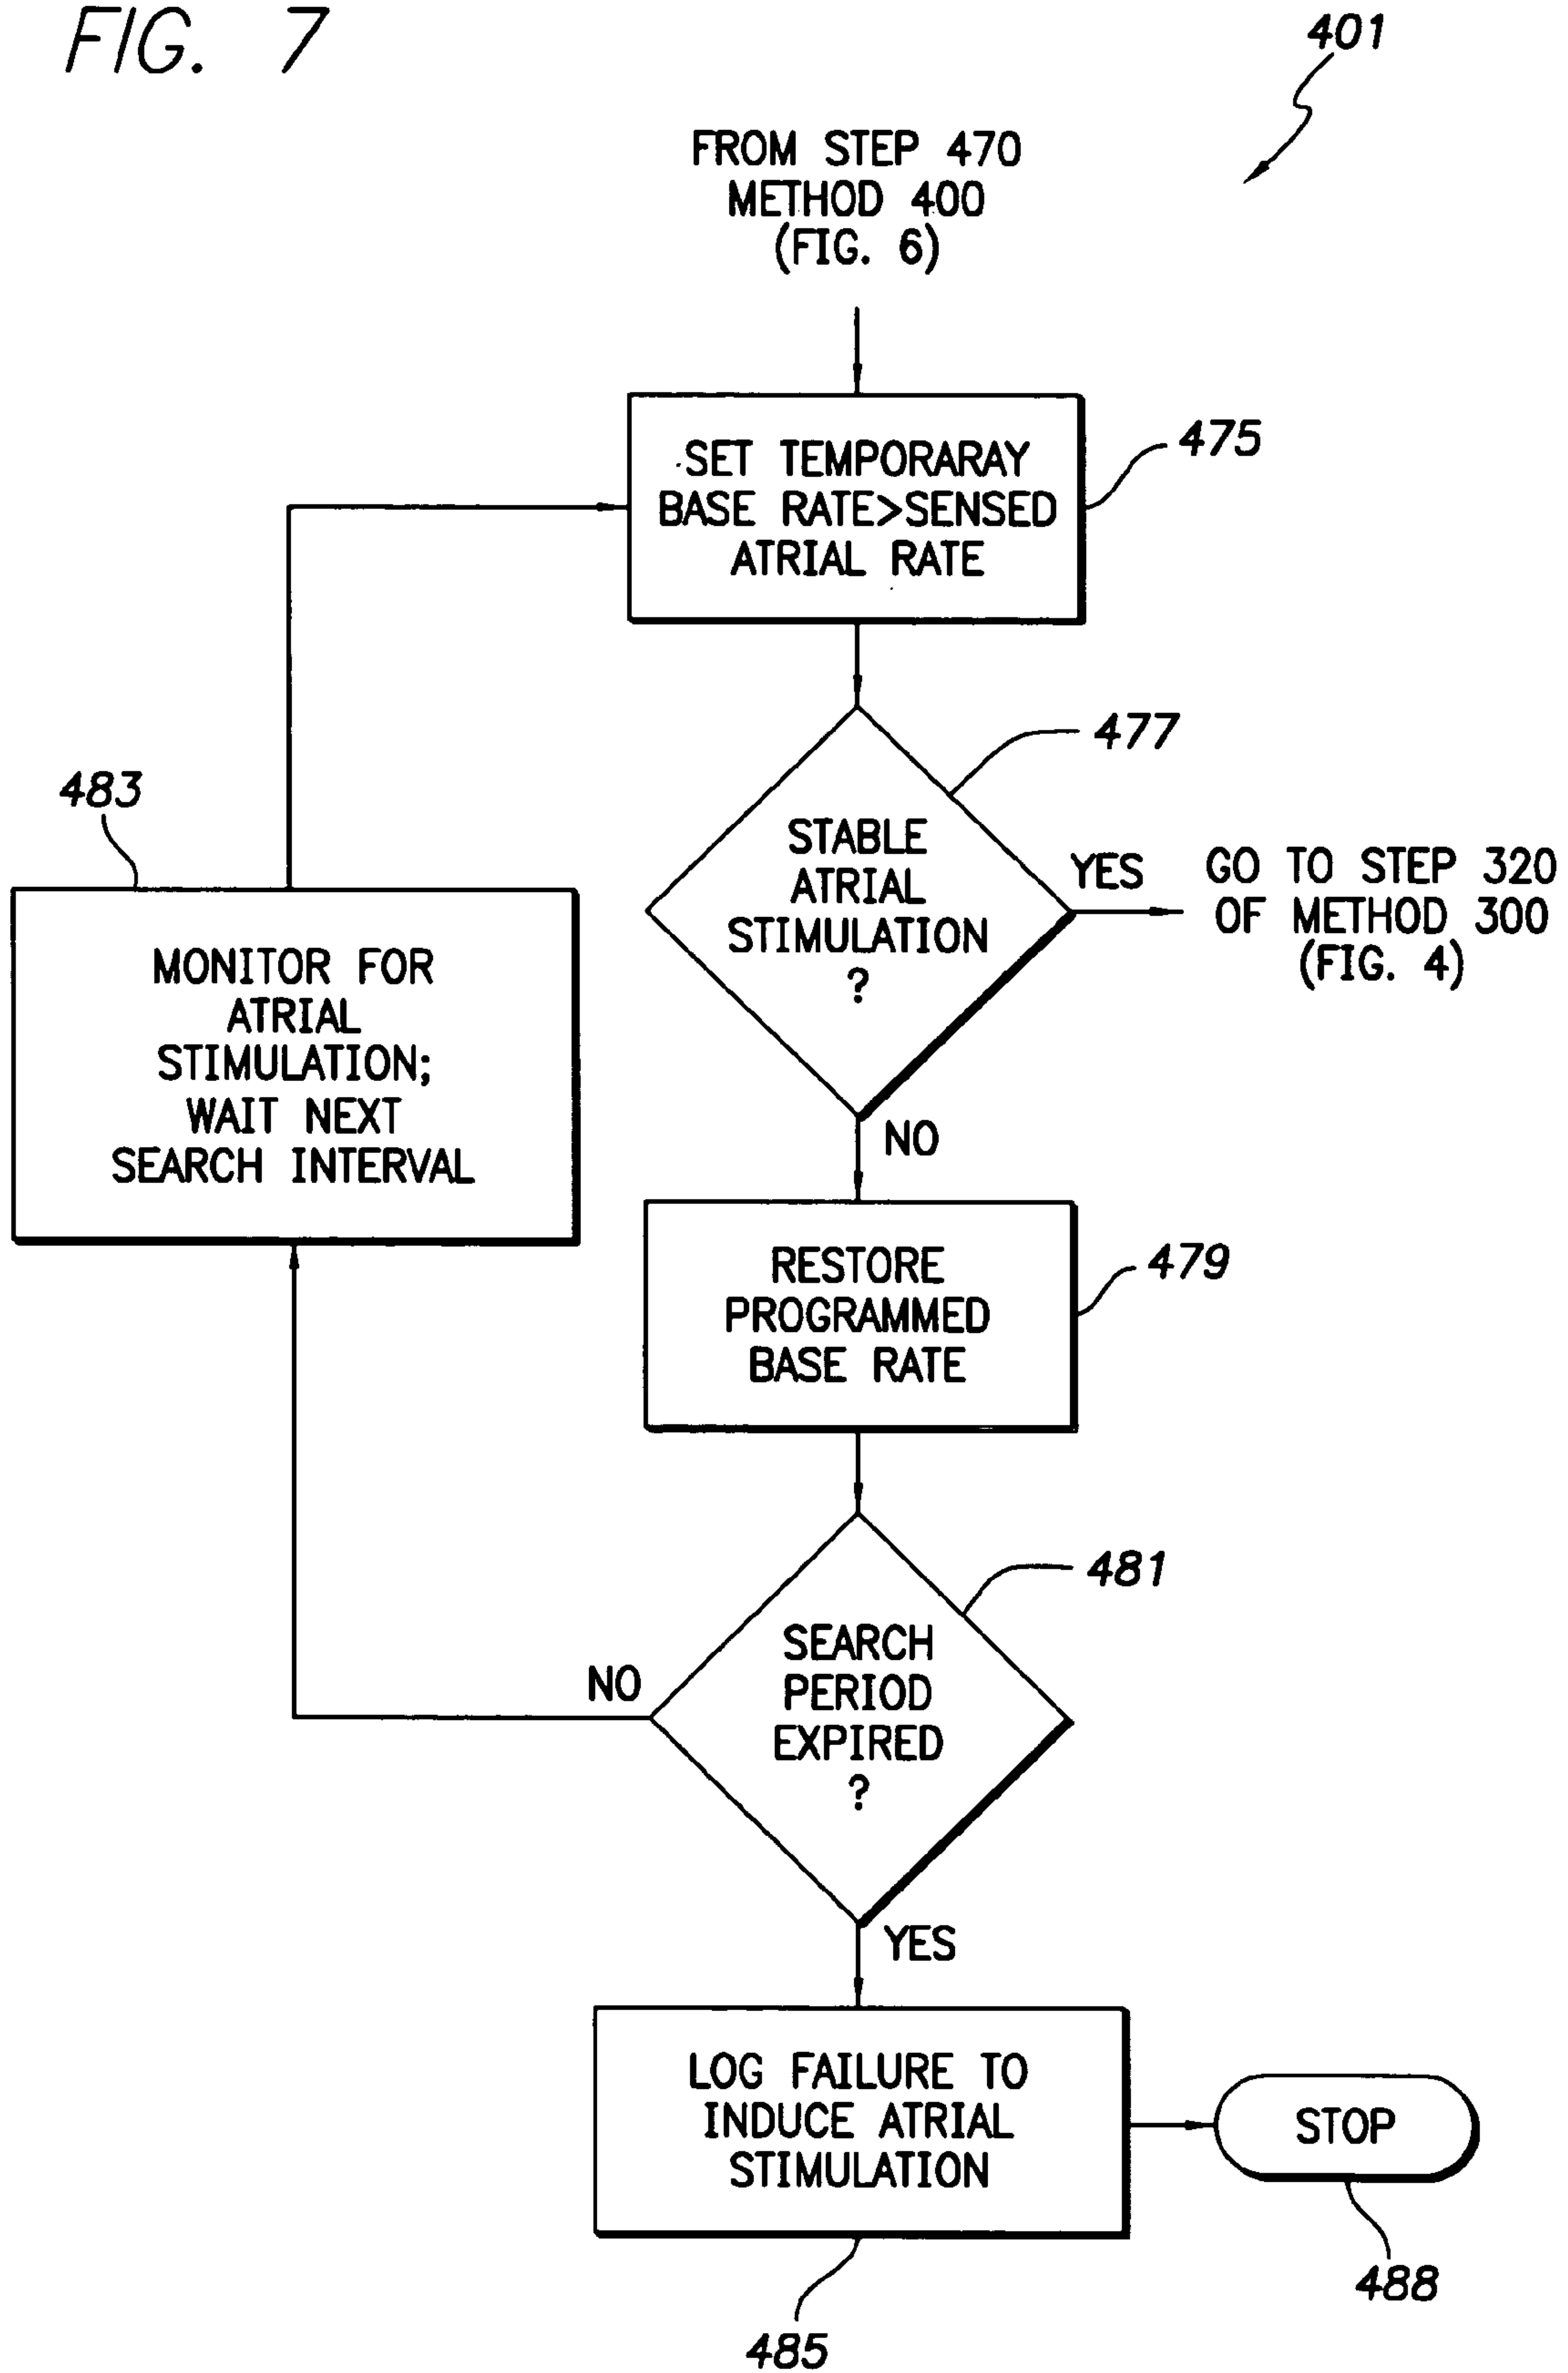 FIG. 7
401
FROM STEP 470
METHOD 400
(FIG. 6)
SET TEMPORARAY
BASE RATE>SENSED
ATRIAL RATE
475
477
STABLE
ATRIAL
STIMULATION
?
YES
GO TO STEP 320
OF METHOD 300
(FIG. 4)
483
MONITOR FOR
ATRIAL
STIMULATION;
WAIT NEXT
SEARCH INTERVAL
NO
RESTORE
PROGRAMMED
BASE RATE
479
481
SEARCH
PERIOD
EXPIRED
?
NO
YES
LOG FAILURE TO
INDUCE ATRIAL
STIMULATION
485
STOP
488